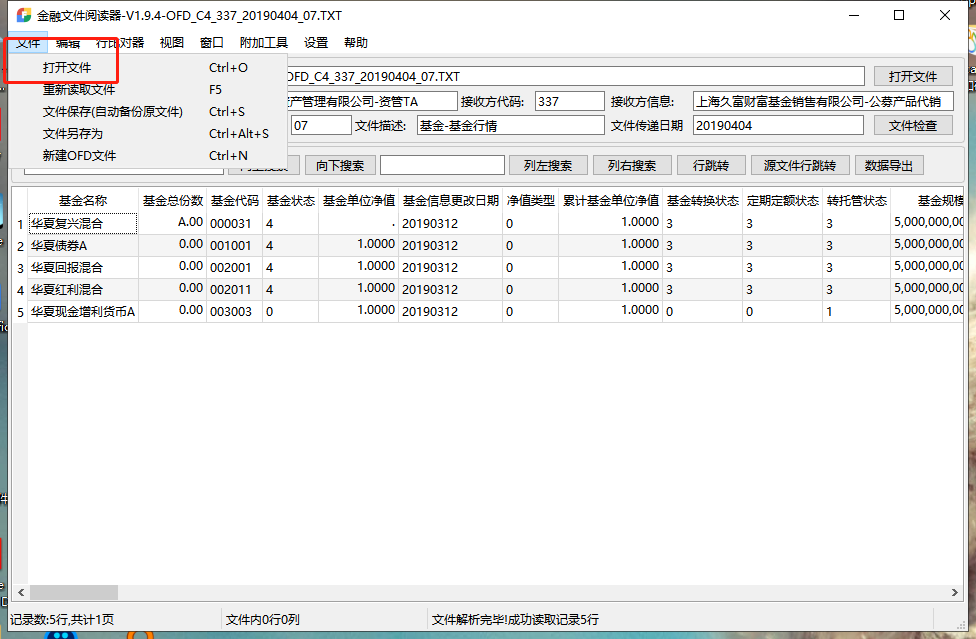 金融文件阅读器-V1.9.4-OFD_C4_337_20190404_07.TXT
文件 编辑 行比对器 视图 窗口 附加工具 设置 帮助
打开文件 Ctrl+O
重新读取文件 F5
文件保存(自动备份原文件) Ctrl+S
文件另存为 Ctrl+Alt+S
新建OFD文件 Ctrl+N
OFD_C4_337_20190404_07.TXT 打开文件
产管理有限公司-资管TA 接收方代码: 337 接收方信息: 上海久富财富基金销售有限公司-公募产品代销
07 文件描述: 基金-基金行情 文件传递日期 20190404 文件检查
向下搜索 列左搜索 列右搜索 行跳转 源文件行跳转 数据导出
基金名称 基金总份数 基金代码 基金状态 基金单位净值 基金信息更改日期 净值类型 累计基金单位净值 基金转换状态 定期定额状态 转托管状态 基金规模
1 华夏复兴混合 A.00 000031 4 . 20190312 0 1.0000 3 3 3 5,000,000,00
2 华夏债券A 0.00 001001 4 1.0000 20190312 0 1.0000 3 3 3 5,000,000,00
3 华夏回报混合 0.00 002001 4 1.0000 20190312 0 1.0000 3 3 3 5,000,000,00
4 华夏红利混合 0.00 002011 4 1.0000 20190312 0 1.0000 3 3 3 5,000,000,00
5 华夏现金增利货币A 0.00 003003 0 1.0000 20190312 0 1.0000 0 0 1 5,000,000,00
记录数:5行,共计1页 文件内0行0列 文件解析完毕!成功读取记录5行